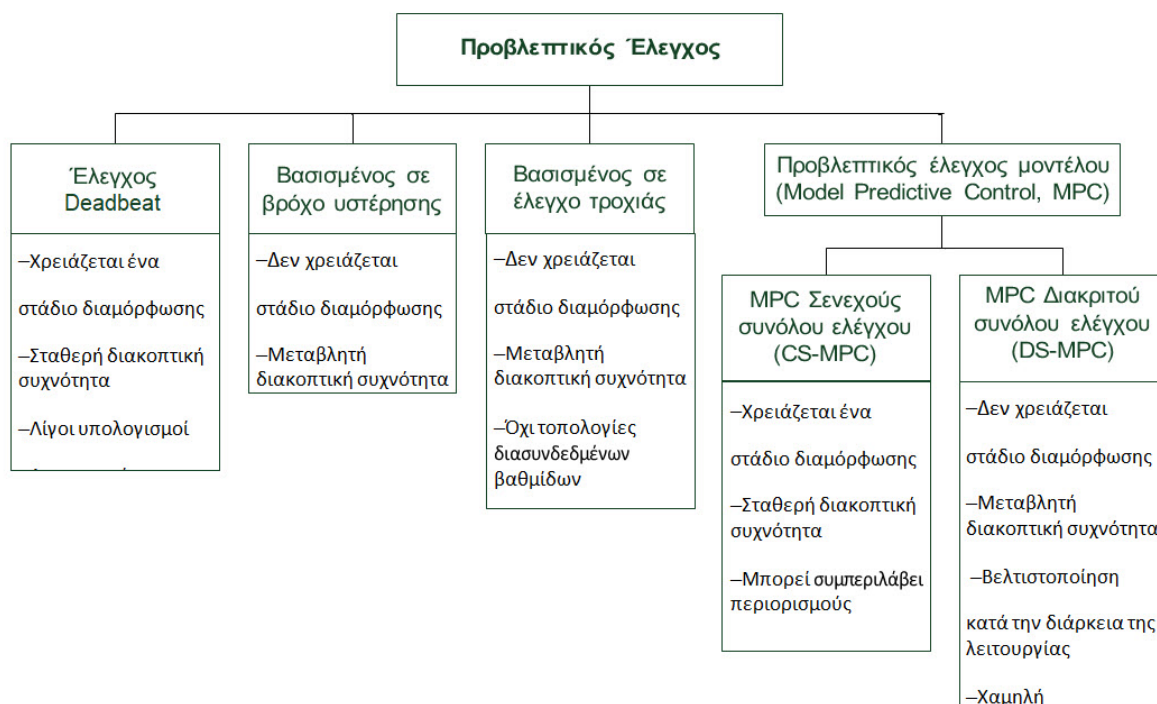 Προβλεπτικός Έλεγχος
Έλεγχος
Deadbeat
–Χρειάζεται ένα
στάδιο διαμόρφωσης
–Σταθερή διακοπτική
συχνότητα
–Λίγοι υπολογισμοί
Βασισμένος σε
βρόχο υστέρησης
–Δεν χρειάζεται
στάδιο διαμόρφωσης
–Μεταβλητή
διακοπτική συχνότητα
Βασισμένος σε
έλεγχο τροχιάς
–Δεν χρειάζεται
στάδιο διαμόρφωσης
–Μεταβλητή
διακοπτική συχνότητα
–Όχι τοπολογίες
διασυνδεδμένων
βαθμίδων
Προβλεπτικός έλεγχος μοντέλου
(Model Predictive Control, MPC)
MPC Σενεχούς
συνόλου ελέγχου
(CS-MPC)
–Χρειάζεται ένα
στάδιο διαμόρφωσης
–Σταθερή διακοπτική
συχνότητα
–Μπορεί συμπεριλάβει
περιορισμούς
MPC Διακριτού
συνόλου ελέγχου
(DS-MPC)
–Δεν χρειάζεται
στάδιο διαμόρφωσης
–Μεταβλητή
διακοπτική συχνότητα
–Βελτιστοποίηση
κατά την διάρκεια της
λειτουργίας
–Χαμηλή